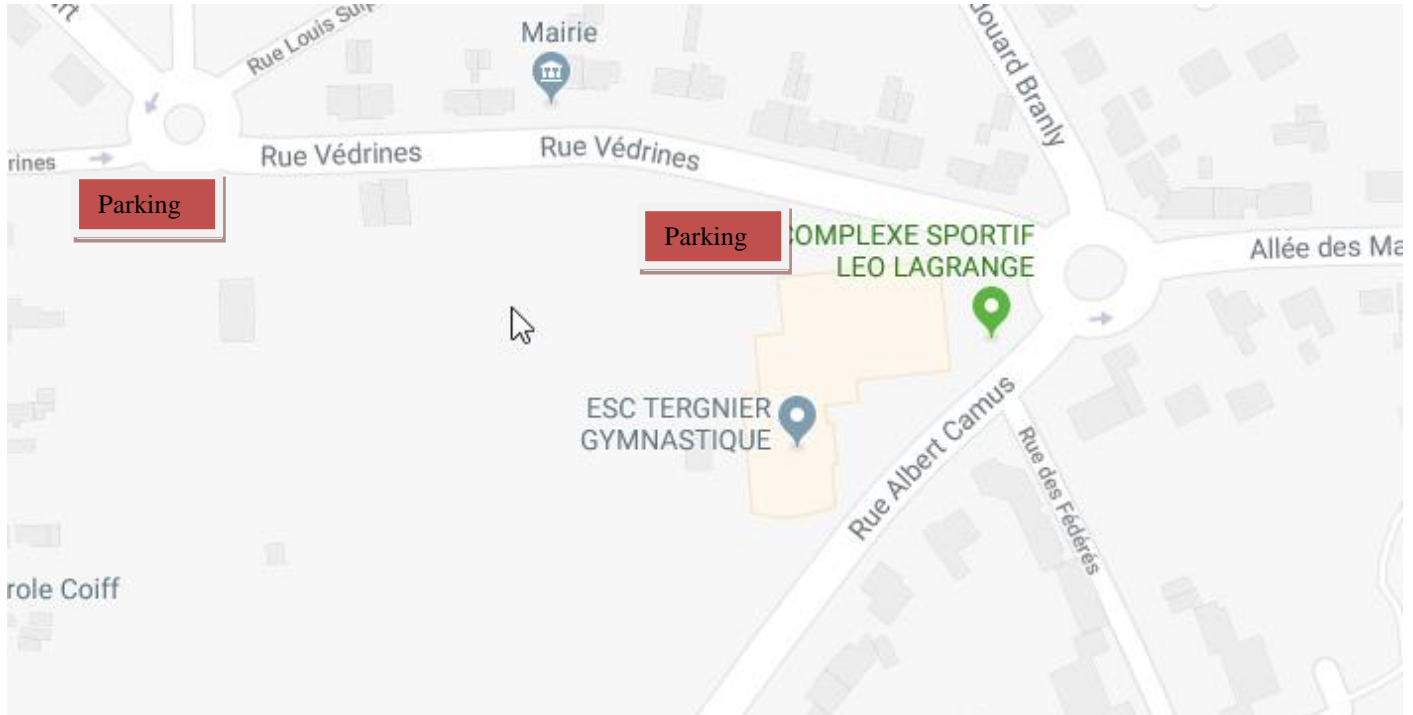 Rue Louis
Mairie
Édouard Branly
Rue Védrines
Rue Védrines
rines
Parking
Parking
COMPLEXE SPORTIF
LEO LAGRANGE
Allée des Ma
ESC TERGNIER
GYMNASTIQUE
Rue Albert Camus
Rue des Fédérés
role Coiff